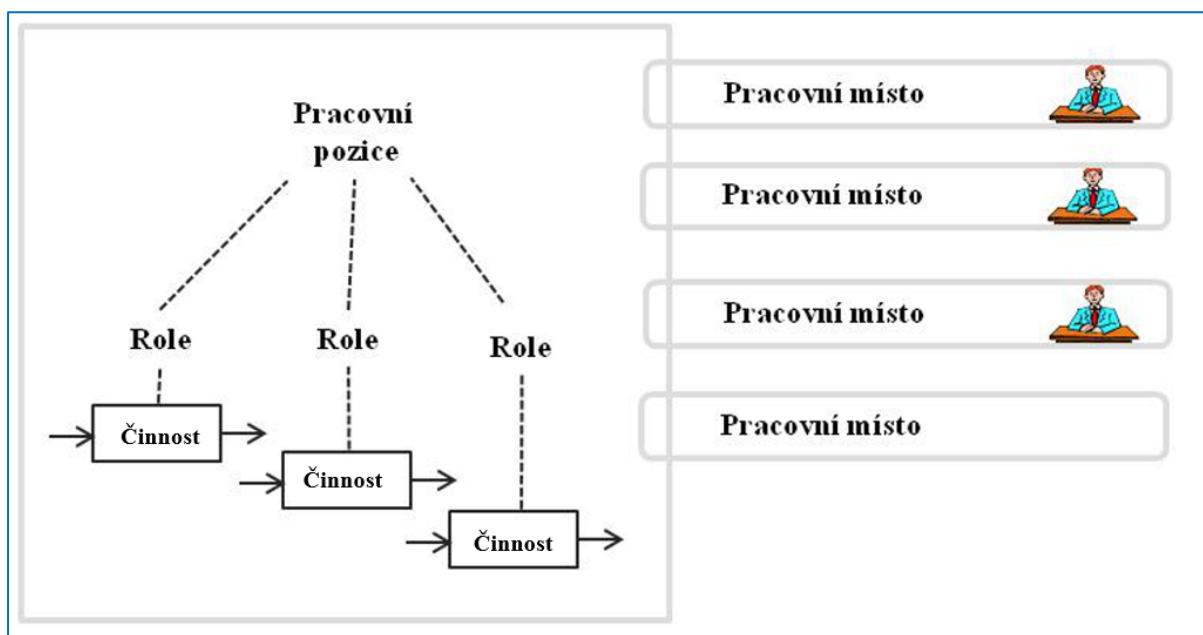 Pracovní
pozice
Role
Role
Role
Činnost
Činnost
Činnost
Pracovní místo
Pracovní místo
Pracovní místo
Pracovní místo